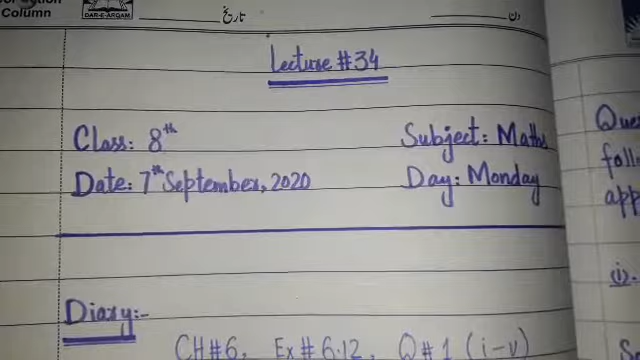 Column
DAR-E-ARQAM
تاریخ
دن
Lecture #34
Class: 8th
Subject: Maths
Date: 7th September, 2020
Day: Monday
Diary:-
CH#6, Ex# 6.12, Q#1 (i-v)
(i).